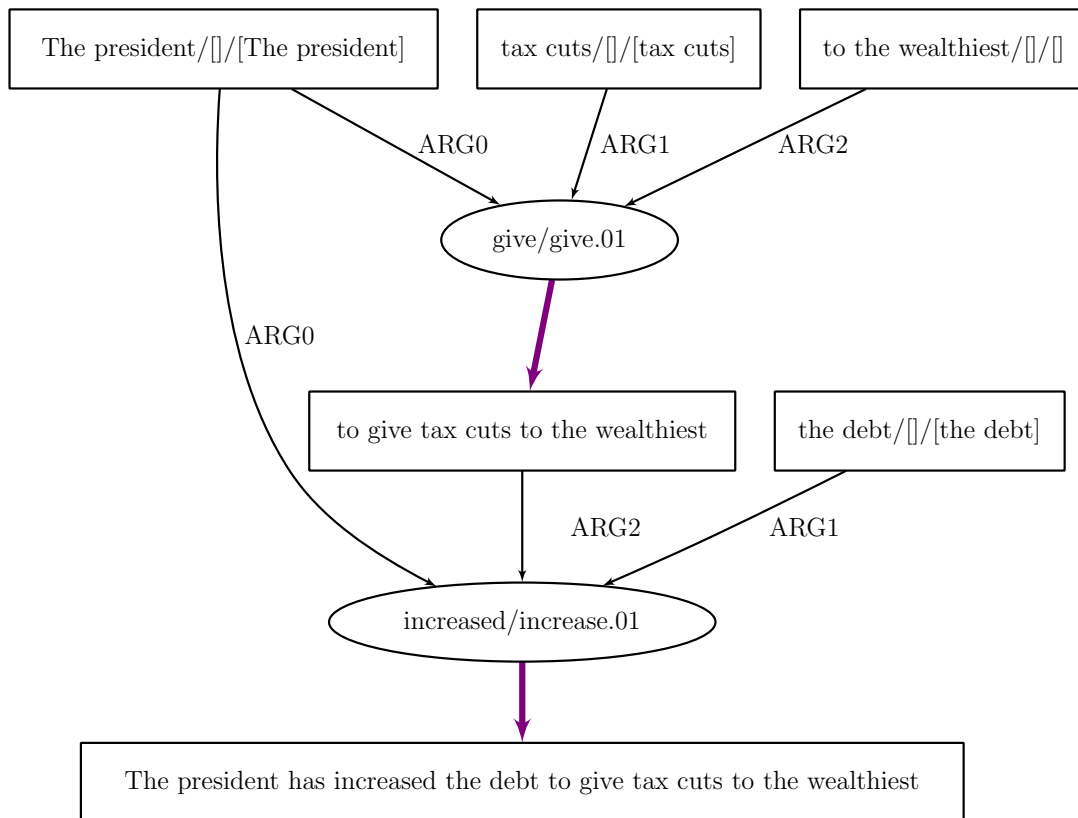 The president/[]/[The president]
tax cuts/[]/[tax cuts]
to the wealthiest/[]/[]
ARG0
ARG1
ARG2
give/give.01
ARG0
to give tax cuts to the wealthiest
the debt/[]/[the debt]
ARG2
ARG1
increased/increase.01
The president has increased the debt to give tax cuts to the wealthiest